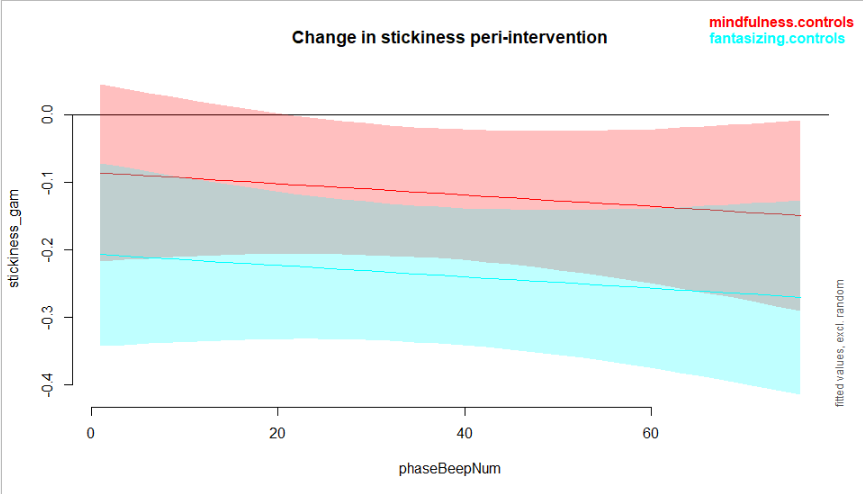 mindfulness.controls
fantasizing.controls
Change in stickiness peri-intervention
stickiness_gam
0.0
-0.1
-0.2
-0.3
-0.4
0
20
40
60
phaseBeepNum
fitted values, excl. random